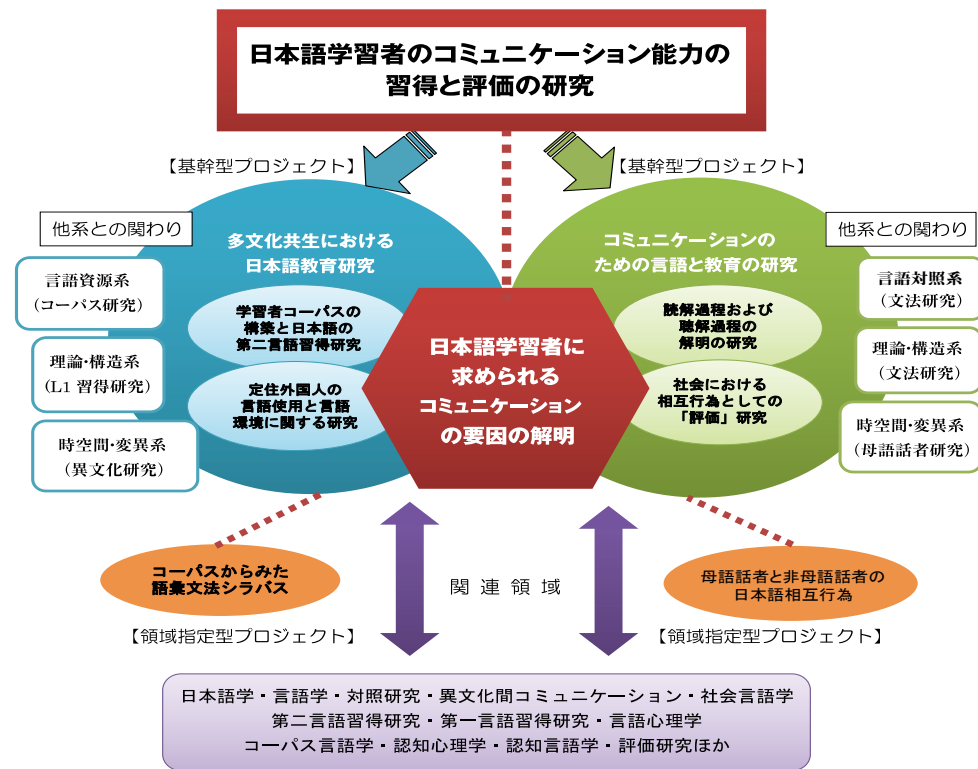 日本語学習者のコミュニケーション能力の
習得と評価の研究
【基幹型プロジェクト】
【基幹型プロジェクト】
他系との関わり
言語資源系
(コーパス研究)
理論・構造系
(L1 習得研究)
時空間・変異系
(異文化研究)
多文化共生における
日本語教育研究
学習者コーパスの
構築と日本語の
第二言語習得研究
定住外国人の
言語使用と言語
環境に関する研究
日本語学習者に
求められる
コミュニケーション
の要因の解明
コミュニケーションの
ための言語と教育の研究
読解過程および
聴解過程の
解明の研究
社会における
相互行為としての
「評価」研究
他系との関わり
言語対照系
(文法研究)
理論・構造系
(文法研究)
時空間・変異系
(母語話者研究)
コーパスからみた
語彙文法シラバス
【領域指定型プロジェクト】
関連領域
母語話者と非母語話者の
日本語相互行為
【領域指定型プロジェクト】
日本語学・言語学・対照研究・異文化間コミュニケーション・社会言語学
第二言語習得研究・第一言語習得研究・言語心理学
コーパス言語学・認知心理学・認知言語学・評価研究ほか